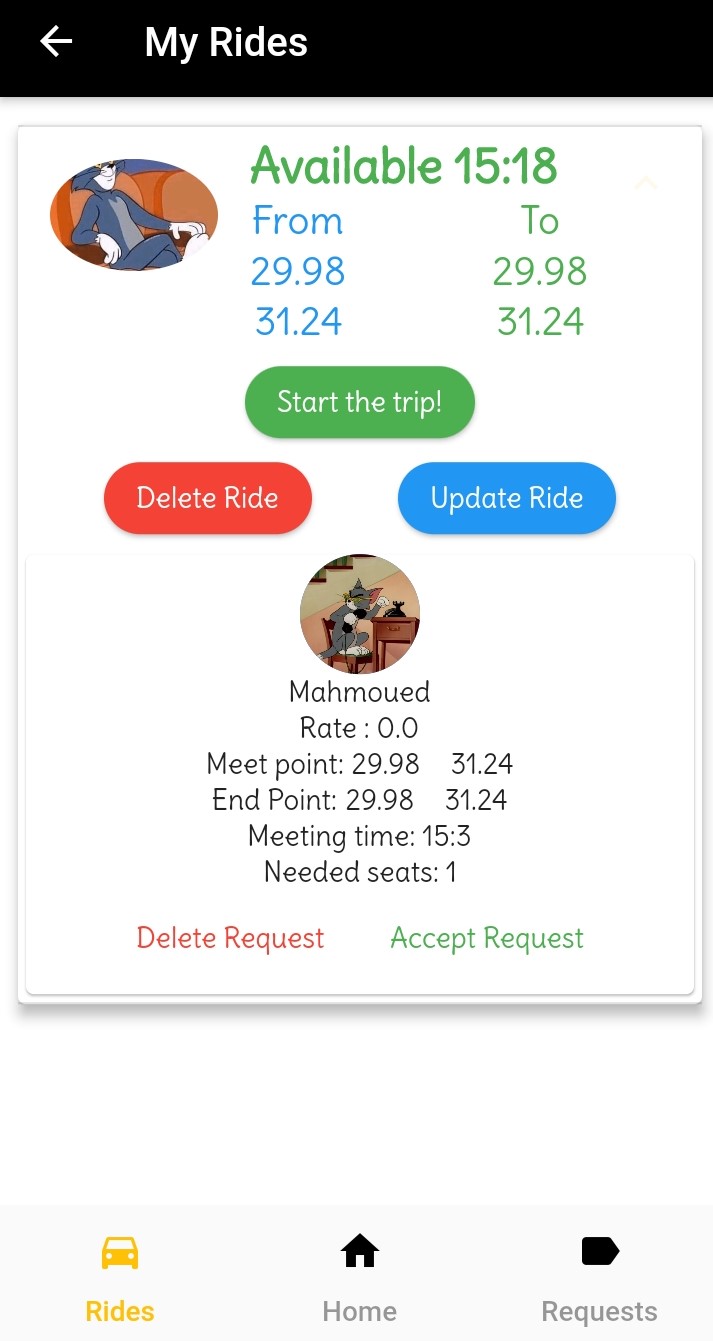 My Rides
Available 15:18
From To
29.98 29.98
31.24 31.24
Start the trip!
Delete Ride Update Ride
Mahmoued
Rate : 0.0
Meet point: 29.98 31.24
End Point: 29.98 31.24
Meeting time: 15:3
Needed seats: 1
Delete Request Accept Request
Rides Home Requests